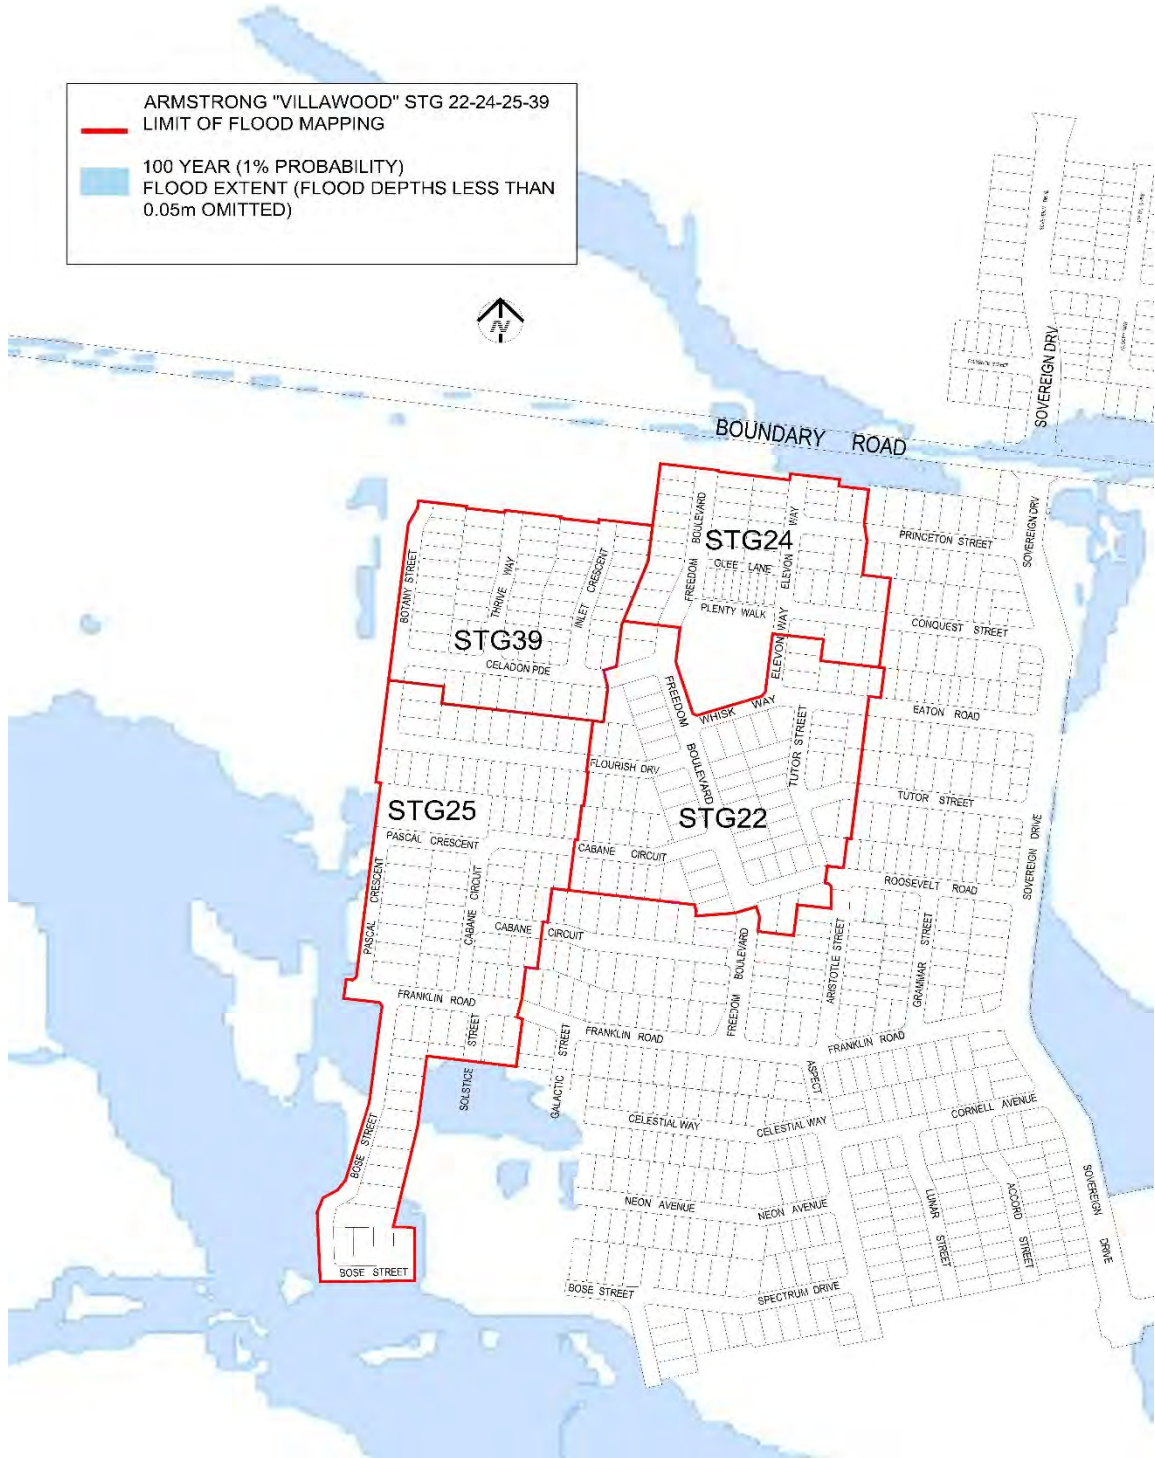 ARMSTRONG "VILLAWOOD" STG 22-24-25-39
LIMIT OF FLOOD MAPPING
100 YEAR (1% PROBABILITY)
FLOOD EXTENT (FLOOD DEPTHS LESS THAN
0.05m OMITTED)
N
SOVEREIGN DRV
BOUNDARY ROAD
SOVEREIGN DRV
PRINCETON STREET
STG24
FREEDOM BOULEVARD
ELEVON WAY
GLEE LANE
PLENTY WALK
ELEVON WAY
CONQUEST STREET
BOTANY STREET
THRIVE WAY
INLET CRESCENT
STG39
CELADON PDE
EATON ROAD
FREEDOM BOULEVARD
WHISK WAY
TUTOR STREET
FLOURISH DRV
TUTOR STREET
STG25
STG22
PASCAL CRESCENT
CABANE CIRCUIT
SOVEREIGN DRIVE
ROOSEVELT ROAD
PASCAL CRESCENT
CABANE CIRCUIT
CABANE CIRCUIT
FREEDOM BOULEVARD
ARISTOTLE STREET
GRAMMAR STREET
FRANKLIN ROAD
SOLSTICE STREET
GALACTIC STREET
FRANKLIN ROAD
FRANKLIN ROAD
ASPECT
CELESTIAL WAY
CELESTIAL WAY
CORNELL AVENUE
BOSE STREET
NEON AVENUE
NEON AVENUE
LUNAR STREET
ACCORD STREET
SOVEREIGN DRIVE
BOSE STREET
BOSE STREET
SPECTRUM DRIVE